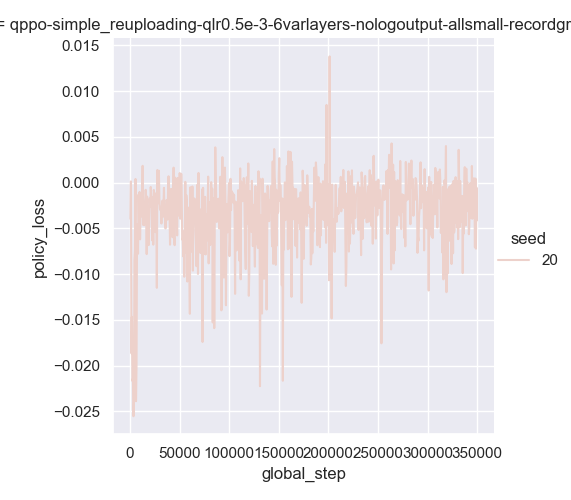 = qppo-simple_reuploading-qlr0.5e-3-6varlayers-nologoutput-allsmall-recordgr
0.015
0.010
0.005
0.000
−0.005
−0.010
−0.015
−0.020
−0.025
policy_loss
0 50000 100000 150000 200000 250000 300000 350000
global_step
seed
20